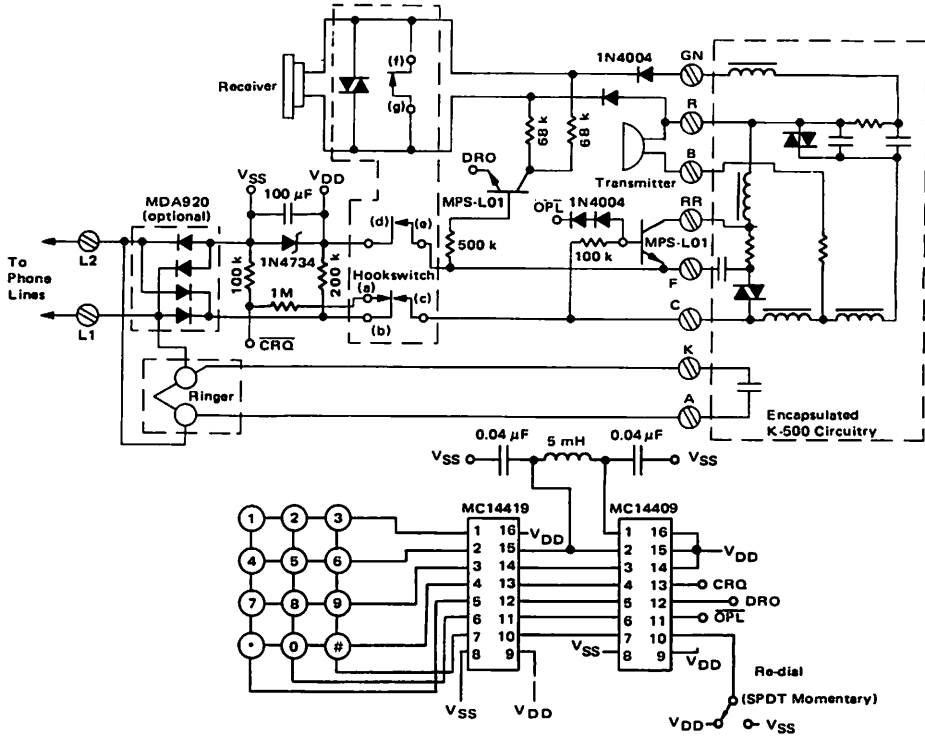 1N4004
GN
Receiver
(f)
(g)
68 k
68 k
R
DRO
MPS-L01
Transmitter
B
VSS
VDD
100 µF
MDA920
(optional)
(d)
(e)
OPL
1N4004
RR
MPS-L01
L2
1N4734
500 k
100 k
To
Phone
Lines
100 k
200 k
1M
Hookswitch
(a)
(c)
(b)
F
C
L1
CRQ
K
Ringer
A
Encapsulated
K-500 Circuitry
VSS
0.04 µF
5 mH
0.04 µF
VSS
MC14419
MC14409
1 2 3
4 5 6
7 8 9
• 0 #
1 16 VDD
2 15
3 14
4 13
5 12
6 11
7 10
8 9
VSS
VDD
1 16
2 15 VDD
3 14
4 13 CRQ
5 12 DRO
6 11 OPL
7 10
VSS 8 9 VDD
Re-dial
(SPDT Momentary)
VDD
VSS